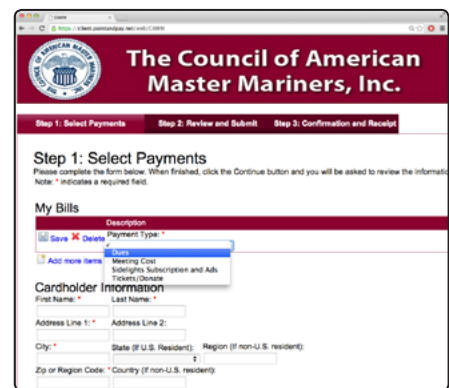 CAMM
https://client.pointandpay.net/web/CAMM
The Council of American
Master Mariners, Inc.
Step 1: Select Payments Step 2: Review and Submit Step 3: Confirmation and Receipt
Step 1: Select Payments
Please complete the form below. When finished, click the Continue button and you will be asked to review the informatio
Note: * indicates a required field.
My Bills
Description
Save Delete Payment Type: *
Dues
Add more items Meeting Cost
Sidelights Subscription and Ads
Tickets/Donate
Cardholder Information
First Name: * Last Name: *
Address Line 1: * Address Line 2:
City: * State (If U.S. Resident): Region (If non-U.S. resident):
Zip or Region Code: * Country (if non-U.S. resident):